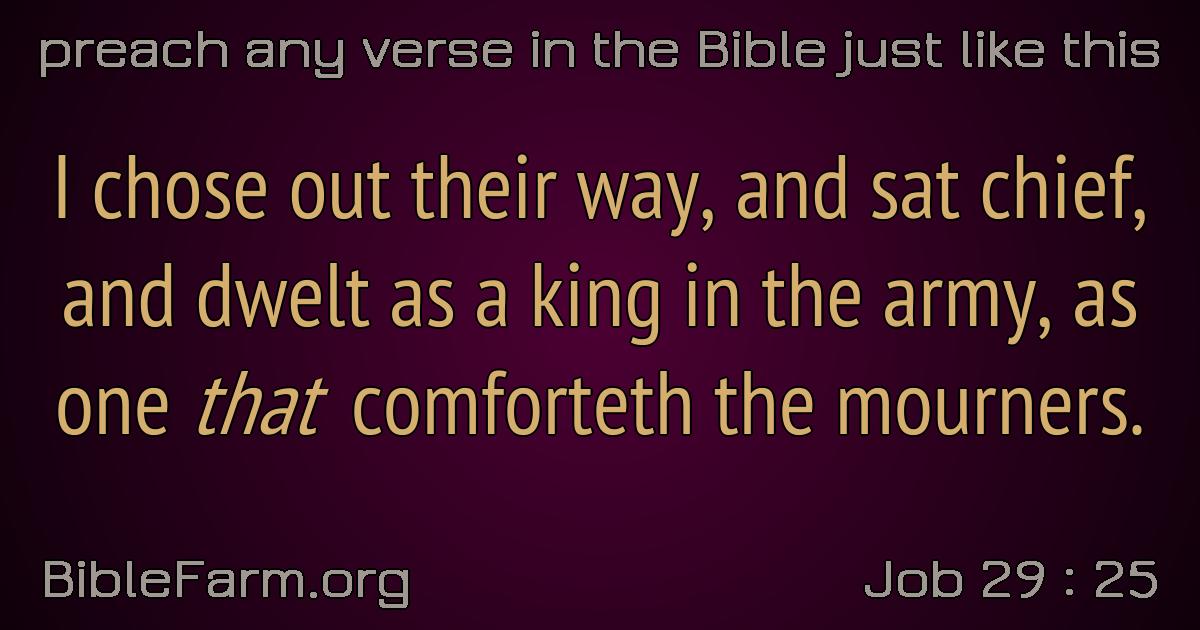 preach any verse in the Bible just like this
I chose out their way, and sat chief,
and dwelt as a king in the army, as
one that comforteth the mourners.
BibleFarm.org
Job 29 : 25